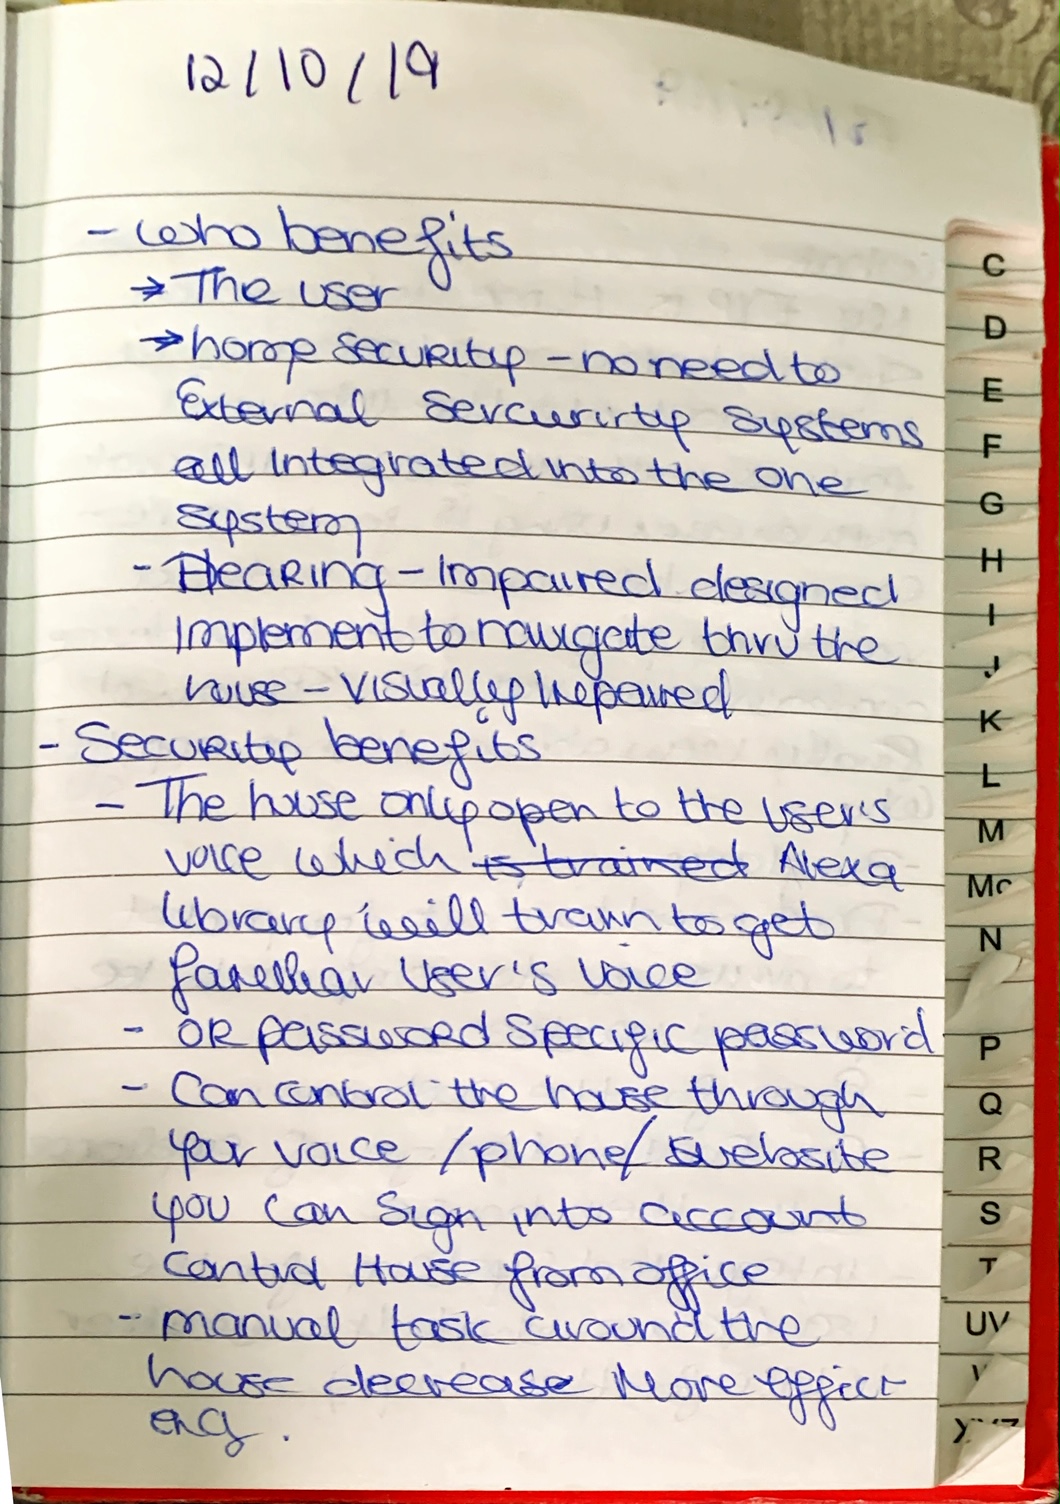 12/10/19
- who benefits
→ The user
→ home security - no need to
External Sercurirty Systems
all Integrated into the one
system
- Hearing - Impaired designed
Implement to navigate thru the
house - Visually Impaired
- Security benefits
- The house only open to the user's
voice which is trained Alexa
library will train to get
familiar User's Voice
- OR password Specific password
- Can control the house through
your voice / phone / website
you can Sign into account
Control House from office
- manual task around the
house decrease More effici
ency.
C
D
E
F
G
H
I
J
K
L
M
Mc
N
P
Q
R
S
T
UV
XYZ